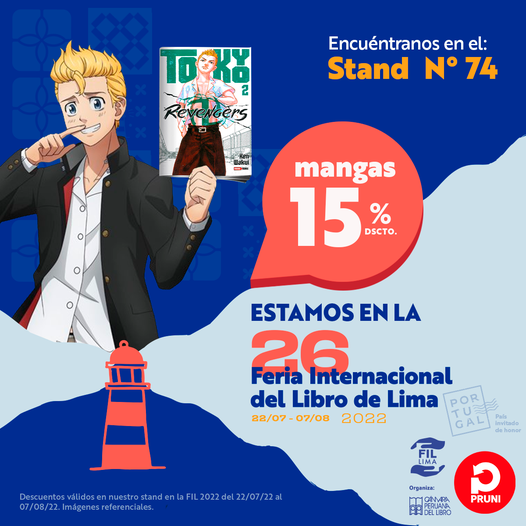 Encuéntranos en el:
Stand N° 74
TOKYO
2
Revengers
Ken Wakui
mangas
15%
DSCTO.
ESTAMOS EN LA
26
Feria Internacional
del Libro de Lima
22/07 - 07/08 2022
PORTUGAL
País
invitado
de honor
FIL
LIMA
Organiza:
CÁMARA
PERUANA
DEL LIBRO
PRUNI
Descuentos válidos en nuestro stand en la FIL 2022 del 22/07/22 al
07/08/22. Imágenes referenciales.